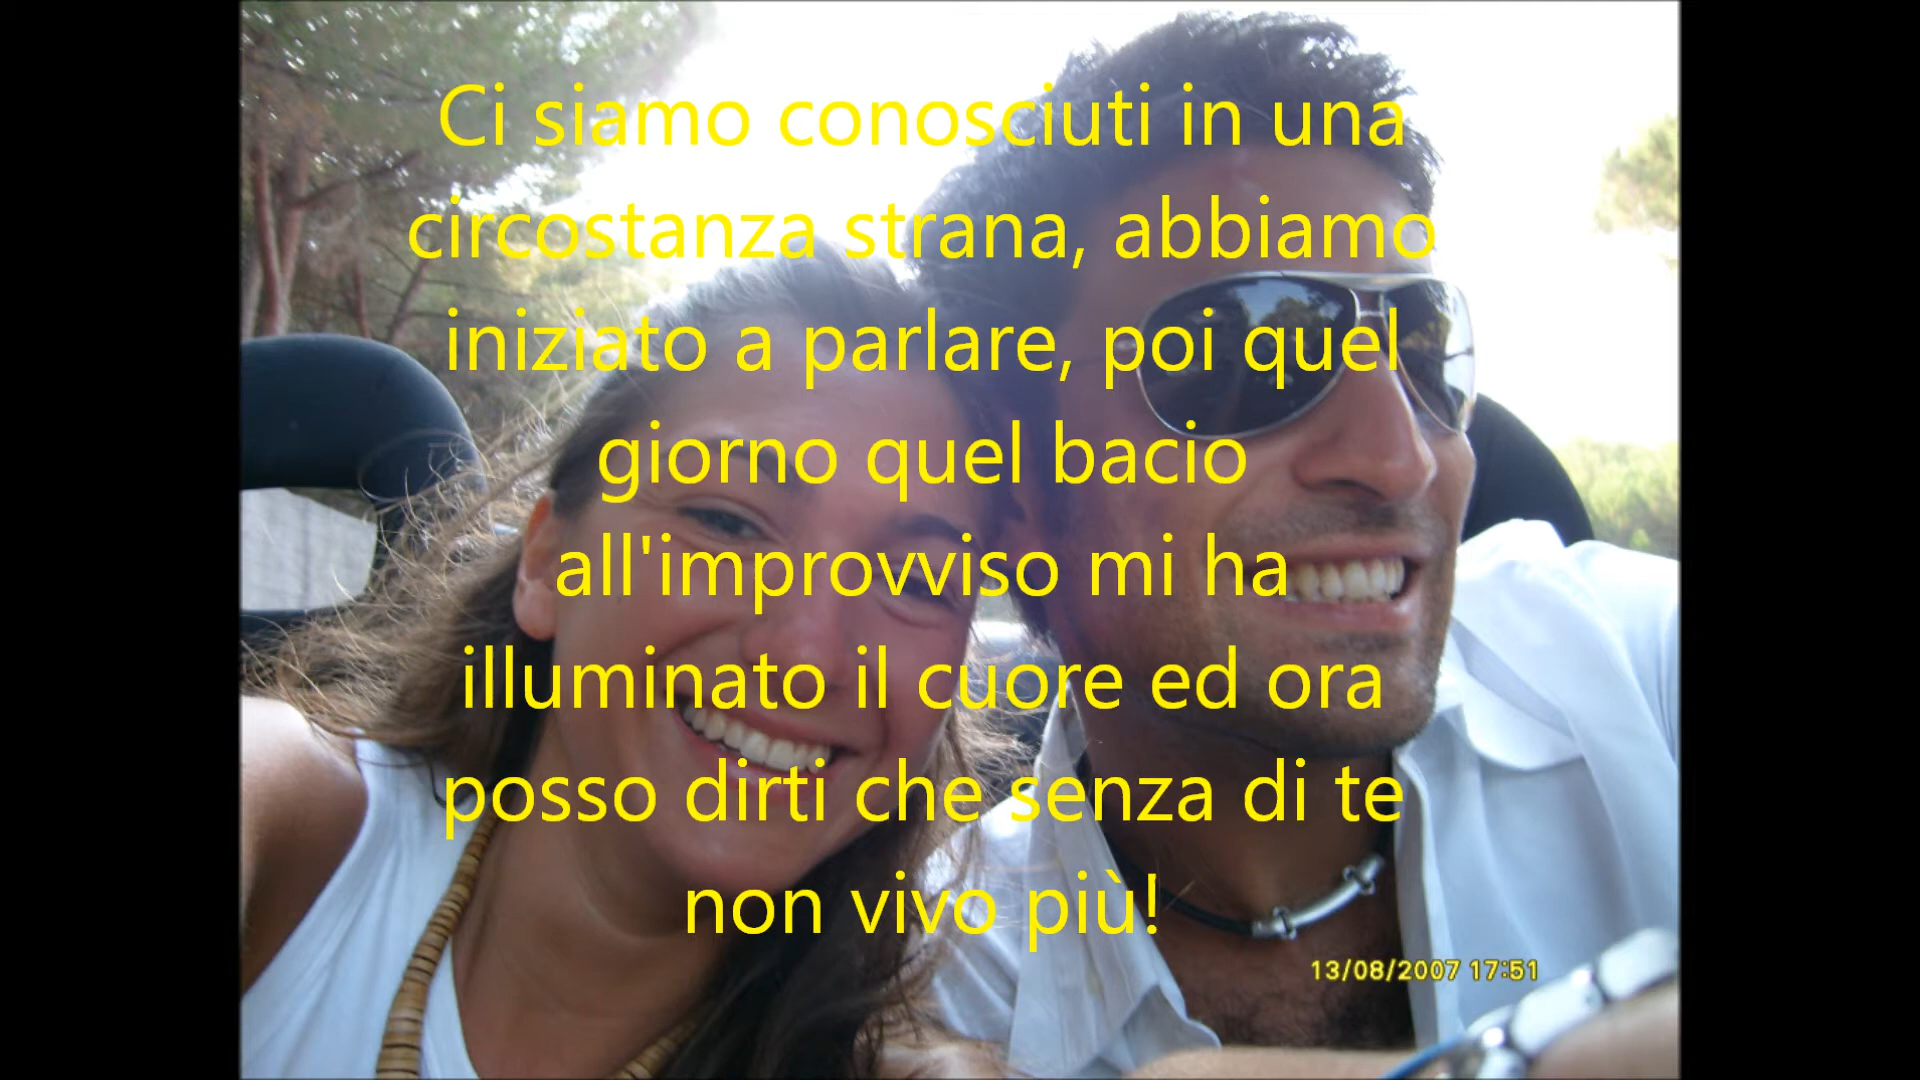 Ci siamo conosciuti in una
circostanza strana, abbiamo
iniziato a parlare, poi quel
giorno quel bacio
all'improvviso mi ha
illuminato il cuore ed ora
posso dirti che senza di te
non vivo più!
13/08/2007 17:51